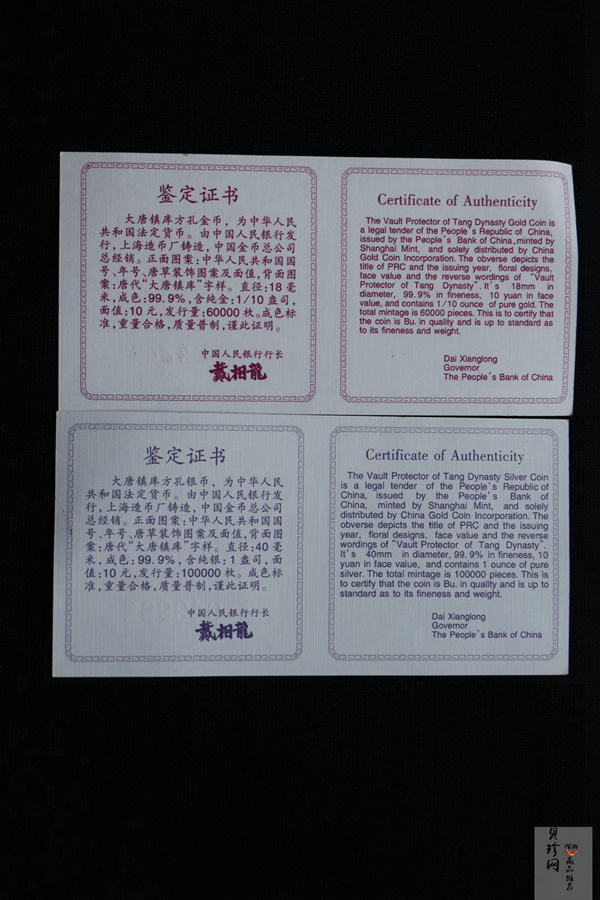 鉴定证书
大唐镇库方孔金币，为中华人民
共和国法定货币。由中国人民银行发
行，上海造币厂铸造，中国金币总公司
总经销。正面图案：中华人民共和国国
号、年号、唐草装饰图案及面值，背面图
案：唐代“大唐镇库”字样。直径：18毫
米，成色：99.9%，含纯金：1/10盎司，
面值：10元，发行量：60000枚。成色标
准，重量合格，质量普制，谨此证明。
中国人民银行行长
戴相龍
Certificate of Authenticity
The Vault Protector of Tang Dynasty Gold Coin is
a legal tender of the People's Republic of China,
issued by the People's Bank of China, minted by
Shanghai Mint, and solely distributed by China
Gold Coin Incorporation. The obverse depicts the
title of PRC and the issuing year, floral designs,
face value and the reverse wordings of "Vault
Protector of Tang Dynasty". It's 18mm in
diameter, 99.9% in fineness, 10 yuan in face
value, and contains 1/10 ounce of pure gold. The
total mintage is 60000 pieces. This is to certify that
the coin is Bu. in quality and is up to standard as
to its fineness and weight.
Dai Xianglong
Governor
The People's Bank of China
鉴定证书
大唐镇库方孔银币，为中华人民
共和国法定货币。由中国人民银行发
行，上海造币厂铸造，中国金币总公司
总经销。正面图案：中华人民共和国国
号、年号、唐草装饰图案及面值，背面图
案：唐代“大唐镇库”字样。直径：40毫
米，成色：99.9%，含纯银：1盎司，面
值：10元，发行量：100000枚。成色标
准，重量合格，质量普制，谨此证明。
中国人民银行行长
戴相龍
Certificate of Authenticity
The Vault Protector of Tang Dynasty Silver Coin
is a legal tender of the People's Republic of
China, issued by the People's Bank of
China, minted by Shanghai Mint, and solely
distributed by China Gold Coin Incorporation. The
obverse depicts the title of PRC and the issuing
year, floral designs, face value and the reverse
wordings of "Vault Protector of Tang Dynasty".
It's 40mm in diameter, 99.9% in fineness, 10
yuan in face value, and contains 1 ounce of pure
silver. The total mintage is 100000 pieces. This is
to certify that the coin is Bu. in quality and is up to
standard as to its fineness and weight.
Dai Xianglong
Governor
The People's Bank of China
贝珍网